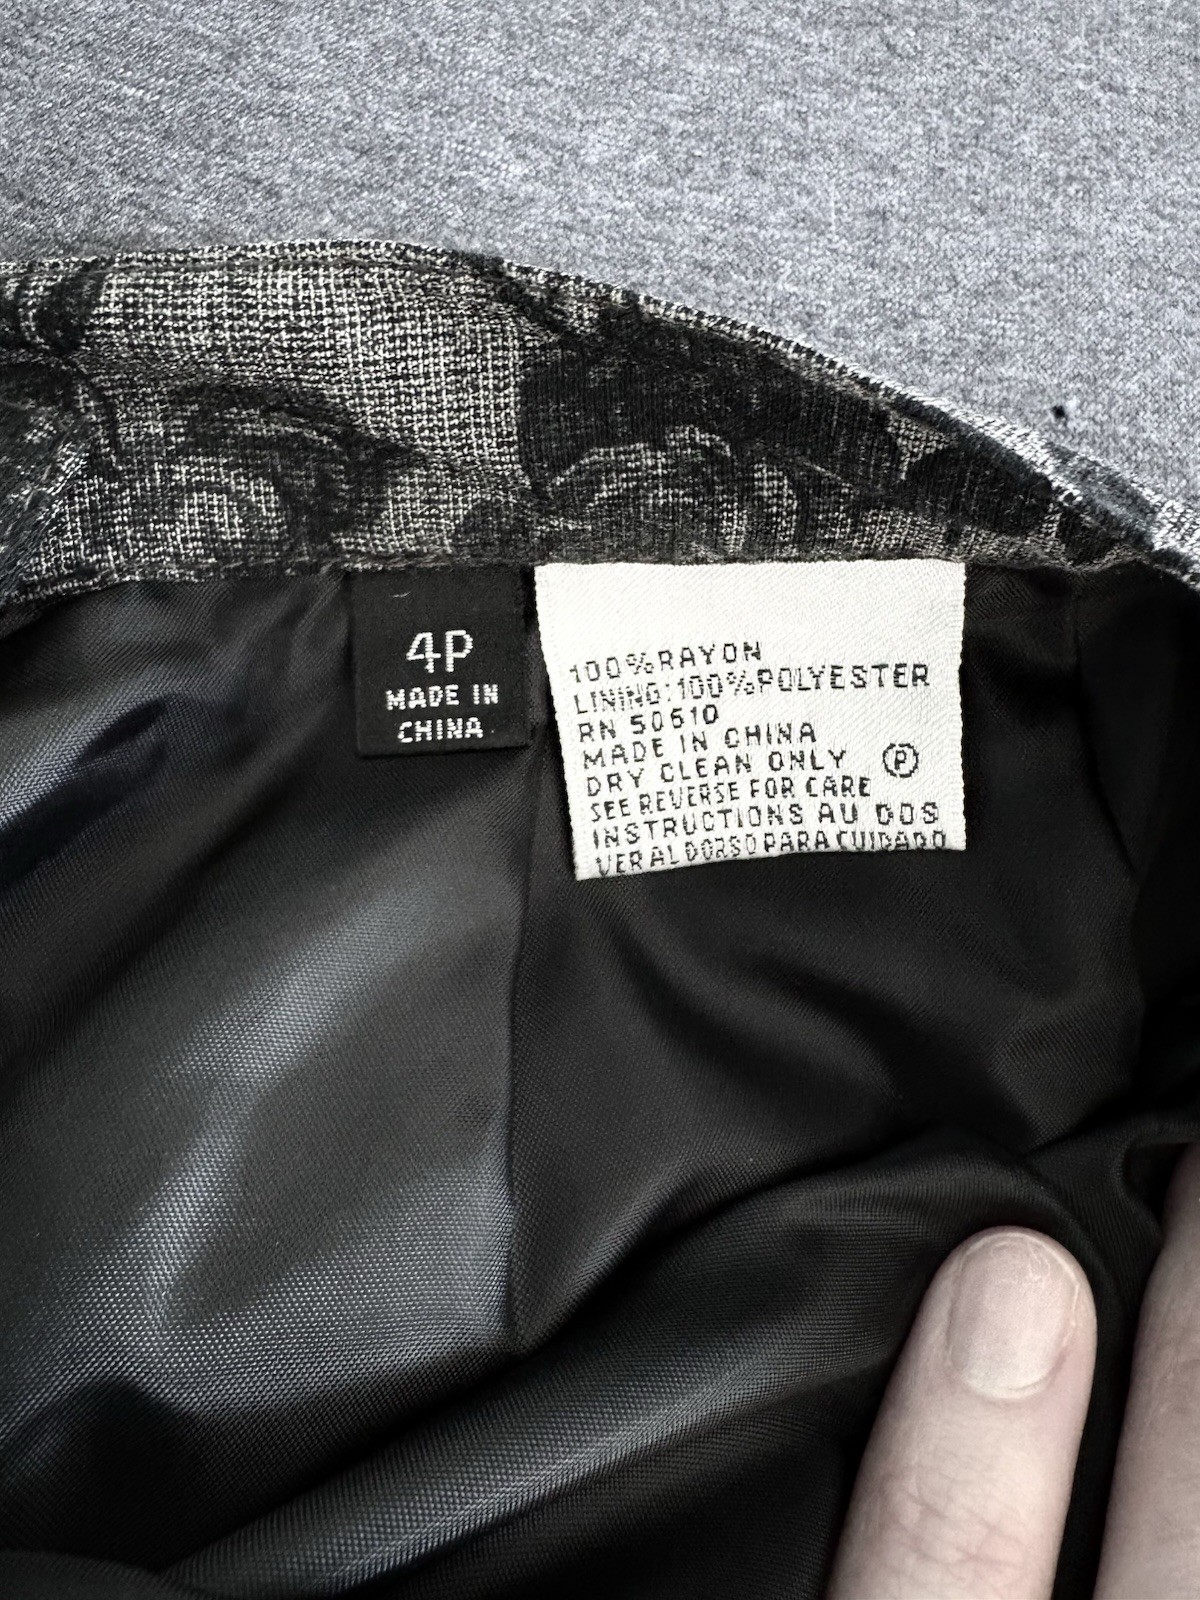 4P
MADE IN
CHINA
100%RAYON
LINING:100%POLYESTER
RN 50610
MADE IN CHINA
DRY CLEAN ONLY Ⓟ
SEE REVERSE FOR CARE
INSTRUCTIONS AU DOS
VER AL DORSO PARA CUIDADO